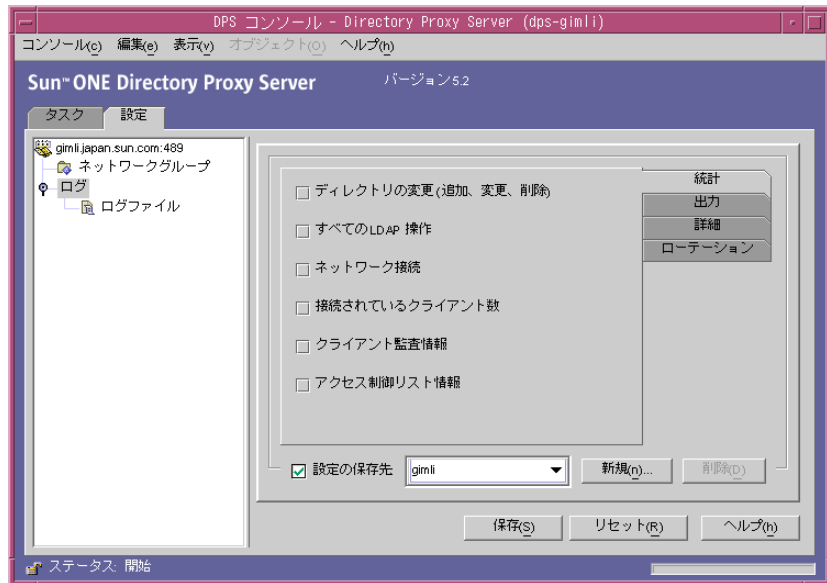 DPS コンソール - Directory Proxy Server (dps-gimli)
コンソール(c) 編集(e) 表示(v) オブジェクト(O) ヘルプ(h)
Sun™ ONE Directory Proxy Server バージョン5.2
タスク 設定
gimli.japan.sun.com:489
ネットワークグループ
ログ
ログファイル
ディレクトリの変更(追加、変更、削除)
すべてのLDAP 操作
ネットワーク接続
接続されているクライアント数
クライアント監査情報
アクセス制御リスト情報
統計
出力
詳細
ローテーション
設定の保存先 gimli 新規(n)... 削除(D)
保存(S) リセット(R) ヘルプ(h)
ステータス: 開始